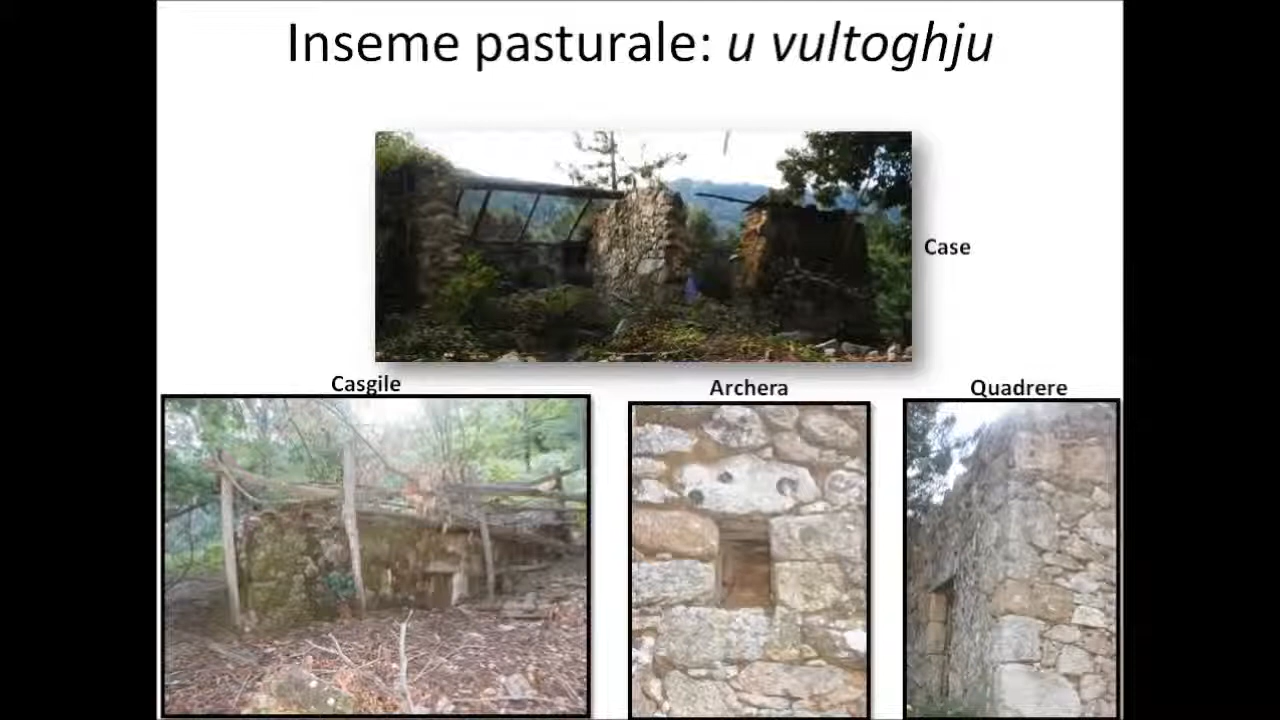 Inseme pasturale: u vultoghju
Case
Casgile
Archera
Quadrere